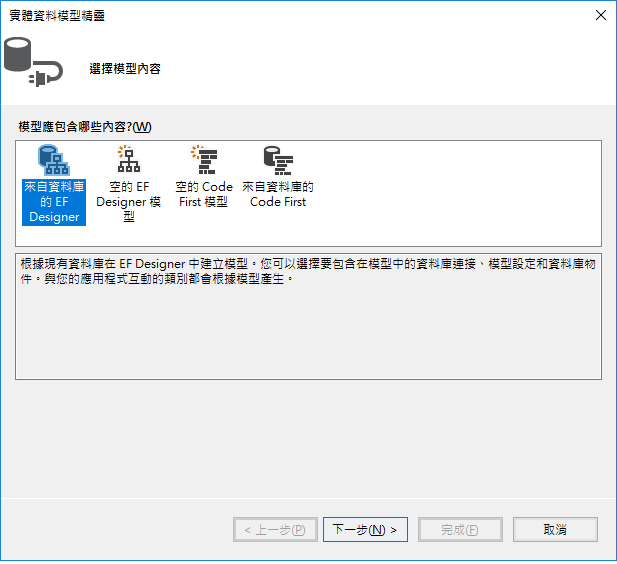 實體資料模型精靈
選擇模型內容
模型應包含哪些內容?(W)
來自資料庫
的 EF
Designer
空的 EF
Designer 模
型
空的 Code
First 模型
來自資料庫的
Code First
根據現有資料庫在 EF Designer 中建立模型。您可以選擇要包含在模型中的資料庫連接、模型設定和資料庫物
件。與您的應用程式互動的類別都會根據模型產生。
< 上一步(P)
下一步(N) >
完成(F)
取消